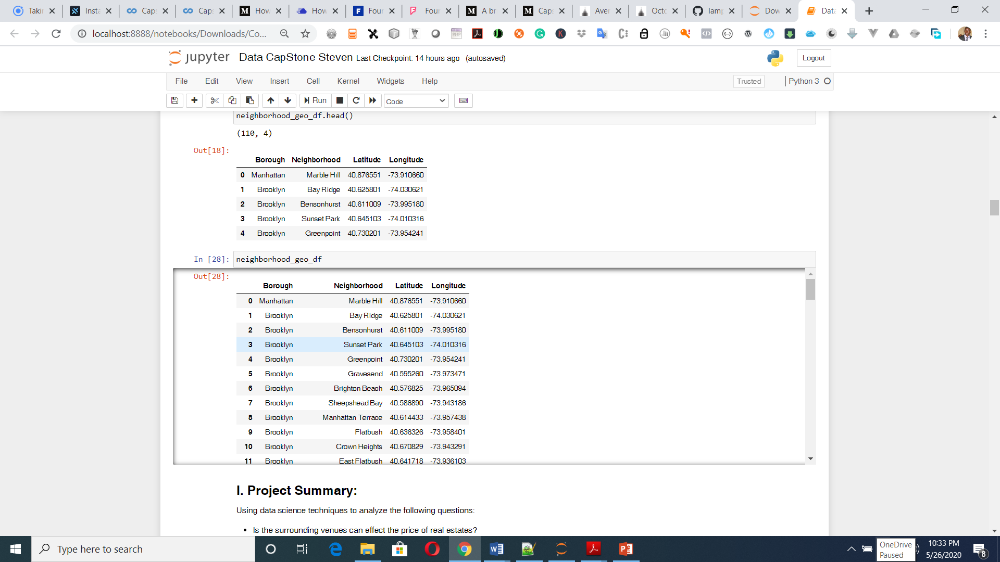 Takin Insta Caps Caps How How Four Four A br Caps Aver Octo lamp Dow Data
localhost:8888/notebooks/Downloads/Co...
jupyter Data CapStone Steven Last Checkpoint: 14 hours ago (autosaved) Logout
File Edit View Insert Cell Kernel Widgets Help Trusted Python 3
Run Code
neighborhood_geo_df.head()
(110, 4)
Out[18]:
Borough Neighborhood Latitude Longitude
0 Manhattan Marble Hill 40.876551 -73.910660
1 Brooklyn Bay Ridge 40.625801 -74.030621
2 Brooklyn Bensonhurst 40.611009 -73.995180
3 Brooklyn Sunset Park 40.645103 -74.010316
4 Brooklyn Greenpoint 40.730201 -73.954241
In [28]: neighborhood_geo_df
Out[28]:
Borough Neighborhood Latitude Longitude
0 Manhattan Marble Hill 40.876551 -73.910660
1 Brooklyn Bay Ridge 40.625801 -74.030621
2 Brooklyn Bensonhurst 40.611009 -73.995180
3 Brooklyn Sunset Park 40.645103 -74.010316
4 Brooklyn Greenpoint 40.730201 -73.954241
5 Brooklyn Gravesend 40.595260 -73.973471
6 Brooklyn Brighton Beach 40.576825 -73.965094
7 Brooklyn Sheepshead Bay 40.586890 -73.943186
8 Brooklyn Manhattan Terrace 40.614433 -73.957438
9 Brooklyn Flatbush 40.636326 -73.958401
10 Brooklyn Crown Heights 40.670829 -73.943291
11 Brooklyn East Flatbush 40.641718 -73.936103
I. Project Summary:
Using data science techniques to analyze the following questions:
• Is the surrounding venues can effect the price of real estates?
Type here to search
OneDrive
Paused
10:33 PM
5/26/2020
8